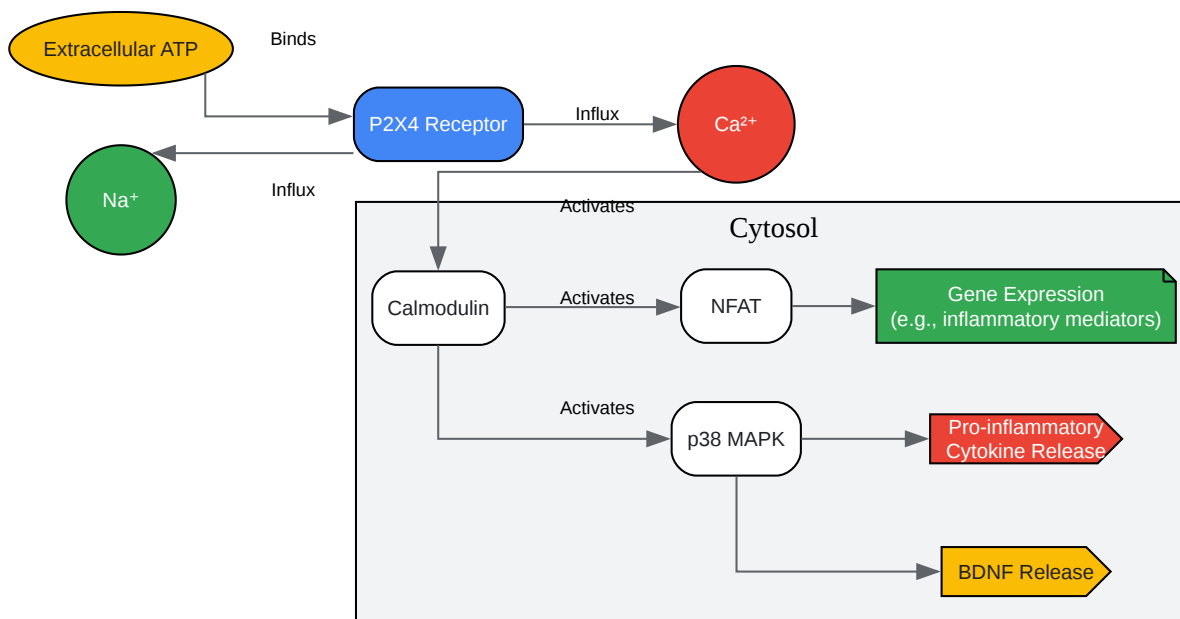 Extracellular ATP
Binds
P2X4 Receptor
Influx
Ca²⁺
Na⁺
Influx
Activates
Cytosol
Calmodulin
Activates
NFAT
Gene Expression
(e.g., inflammatory mediators)
Activates
p38 MAPK
Pro-inflammatory
Cytokine Release
BDNF Release